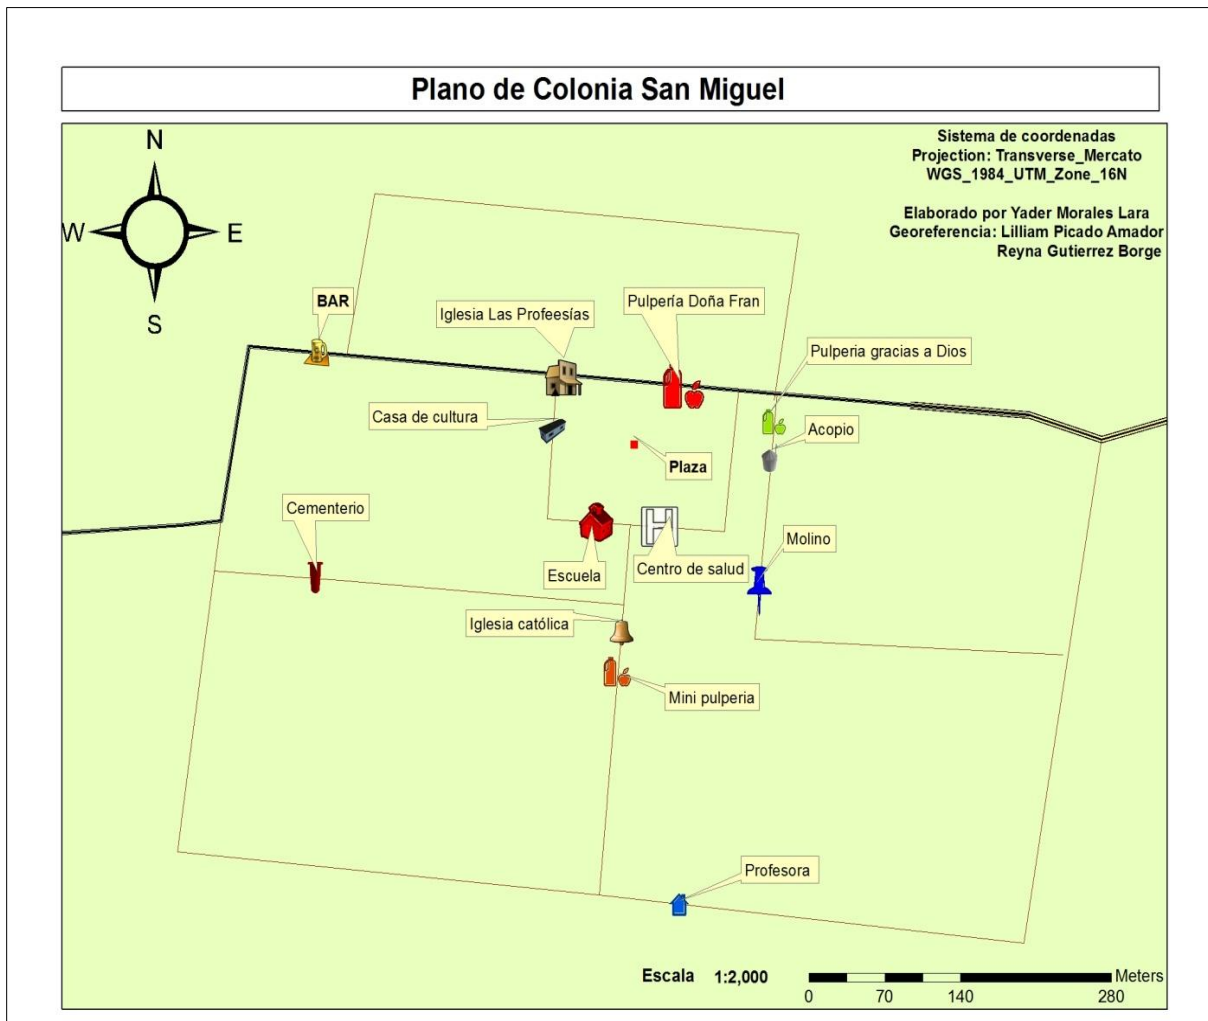 Plano de Colonia San Miguel
N
W
E
S
Sistema de coordenadas
Projection: Transverse_Mercato
WGS_1984_UTM_Zone_16N
Elaborado por Yader Morales Lara
Georeferencia: Lilliam Picado Amador
Reyna Gutierrez Borge
BAR
Iglesia Las Profeesías
Pulpería Doña Fran
Pulperia gracias a Dios
Casa de cultura
Acopio
Plaza
Cementerio
Molino
Centro de salud
Escuela
Iglesia católica
Mini pulperia
Profesora
Escala 1:2,000
Meters
0 70 140 280